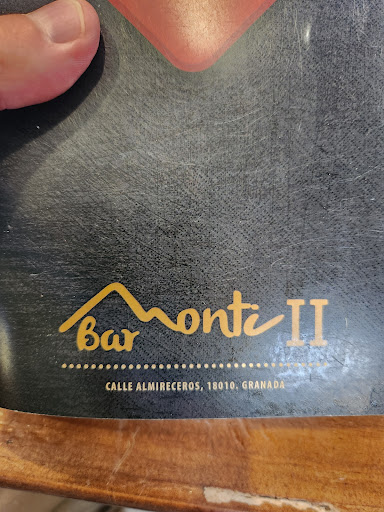 Bar Monti II
CALLE ALMIRECEROS, 18010. GRANADA